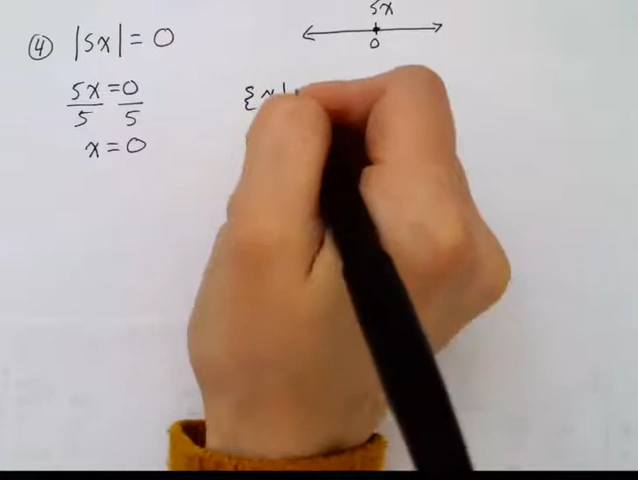 ④ |5x| = 0
5x = 0
5 5
x = 0
5x
0
{x|